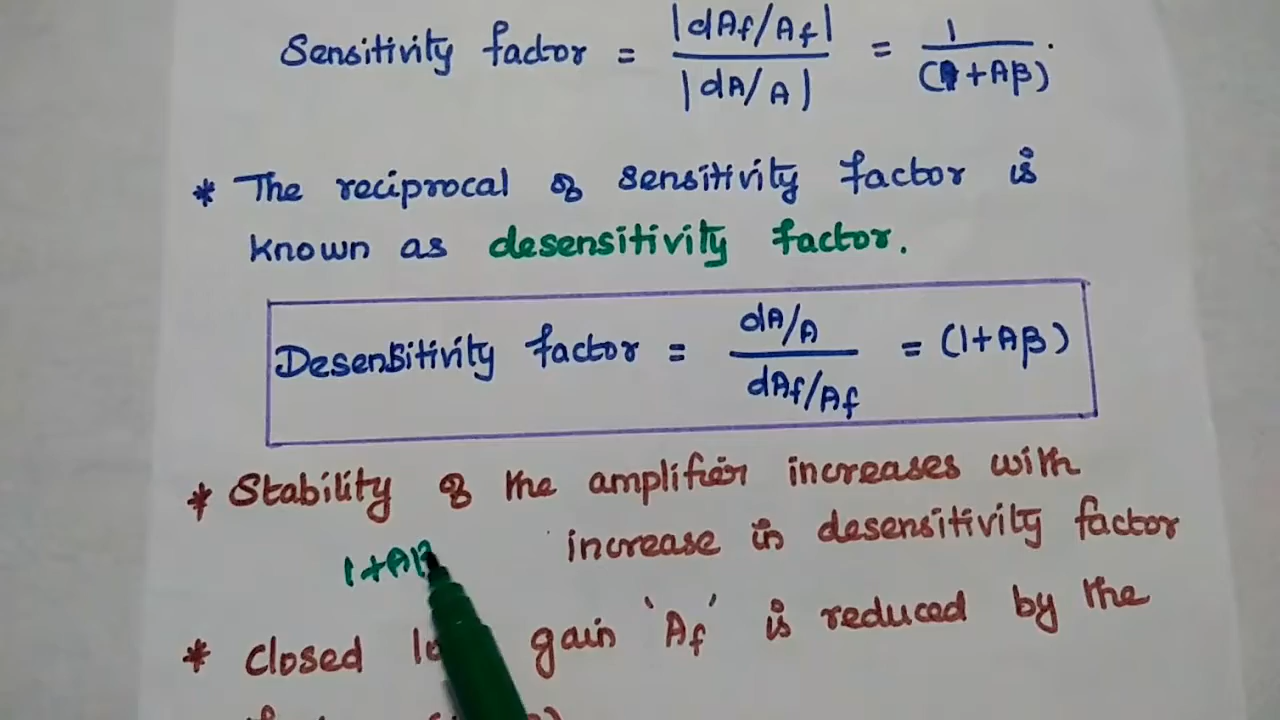 Sensitivity factor = |dAf/Af| / |dA/A| = 1 / (1+Aβ).
* The reciprocal of sensitivity factor is
known as desensitivity factor.
Desensitivity factor = dA/A / dAf/Af = (1+Aβ)
* Stability of the amplifier increases with
increase in desensitivity factor
1+Aβ
* Closed gain 'Af' is reduced by the